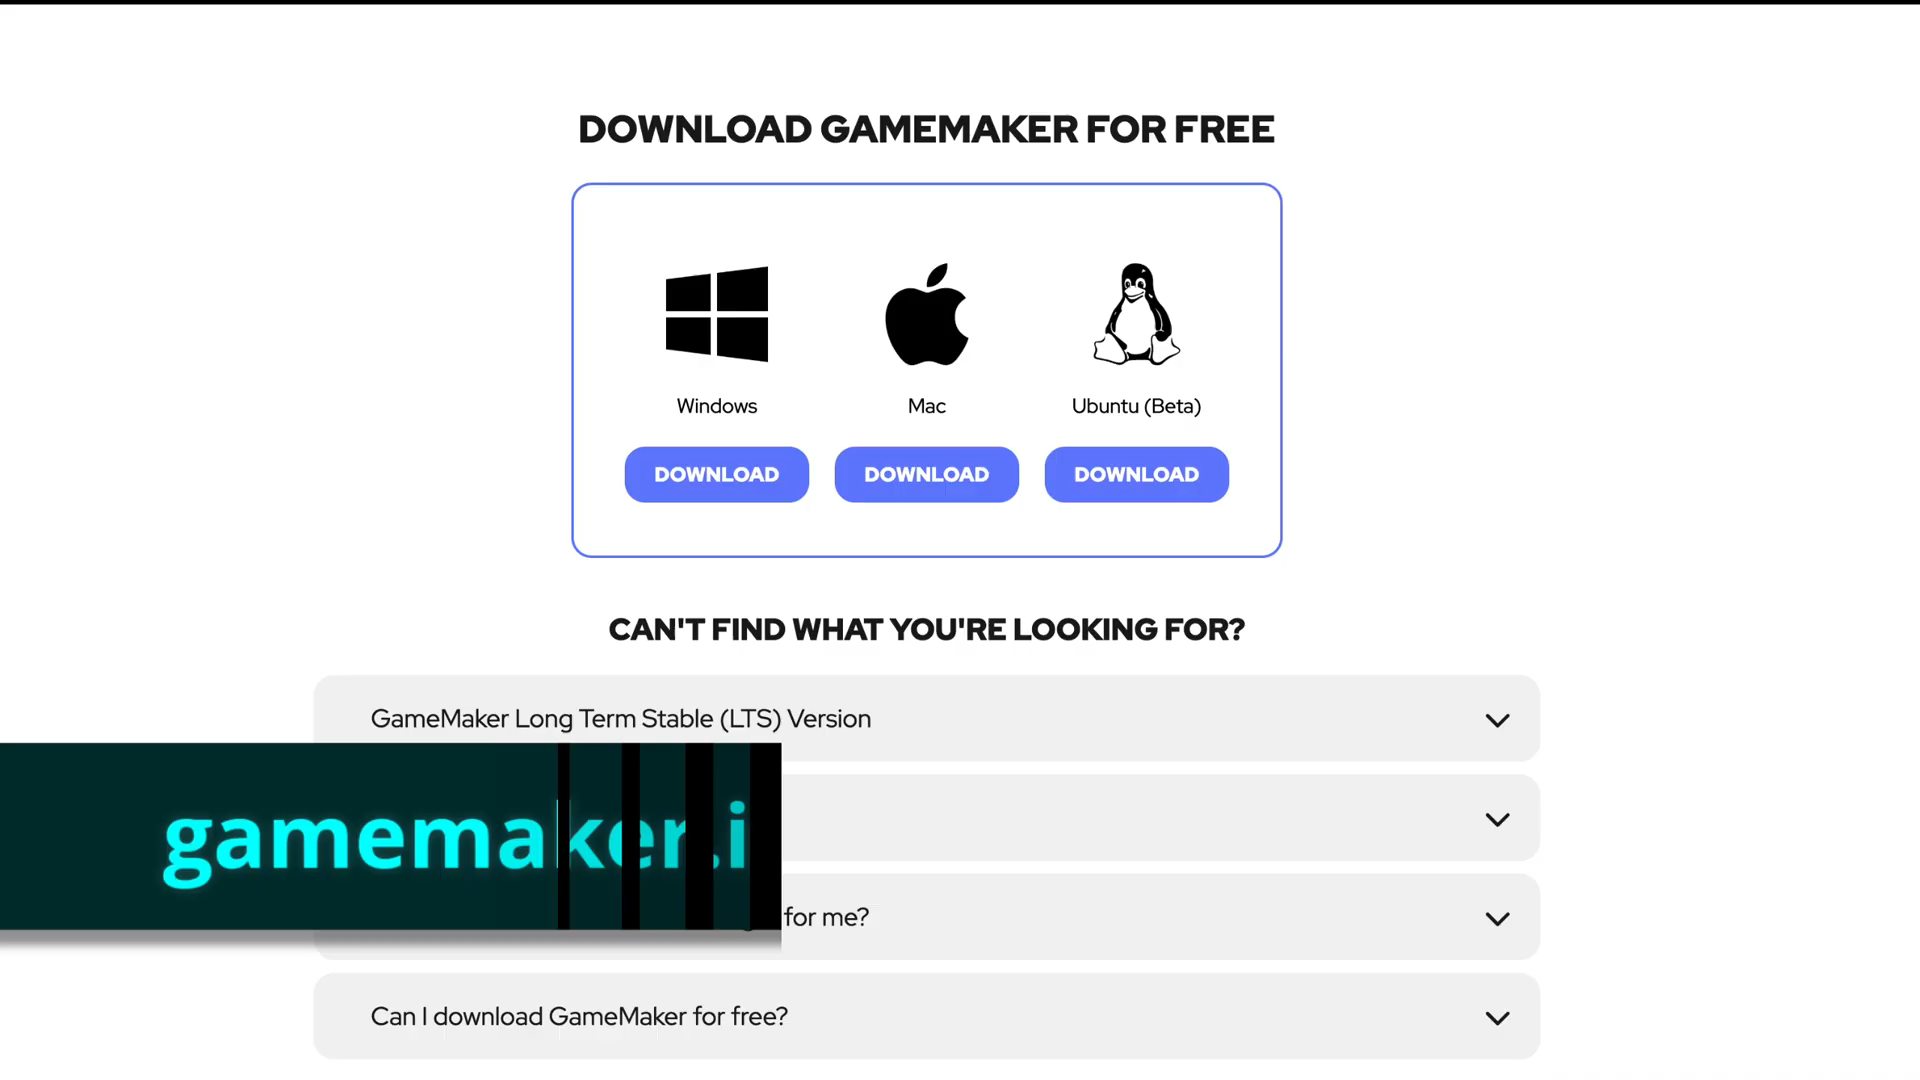 DOWNLOAD GAMEMAKER FOR FREE
Windows
Mac
Ubuntu (Beta)
DOWNLOAD
DOWNLOAD
DOWNLOAD
CAN'T FIND WHAT YOU'RE LOOKING FOR?
GameMaker Long Term Stable (LTS) Version
gamemaker.i
for me?
Can I download GameMaker for free?